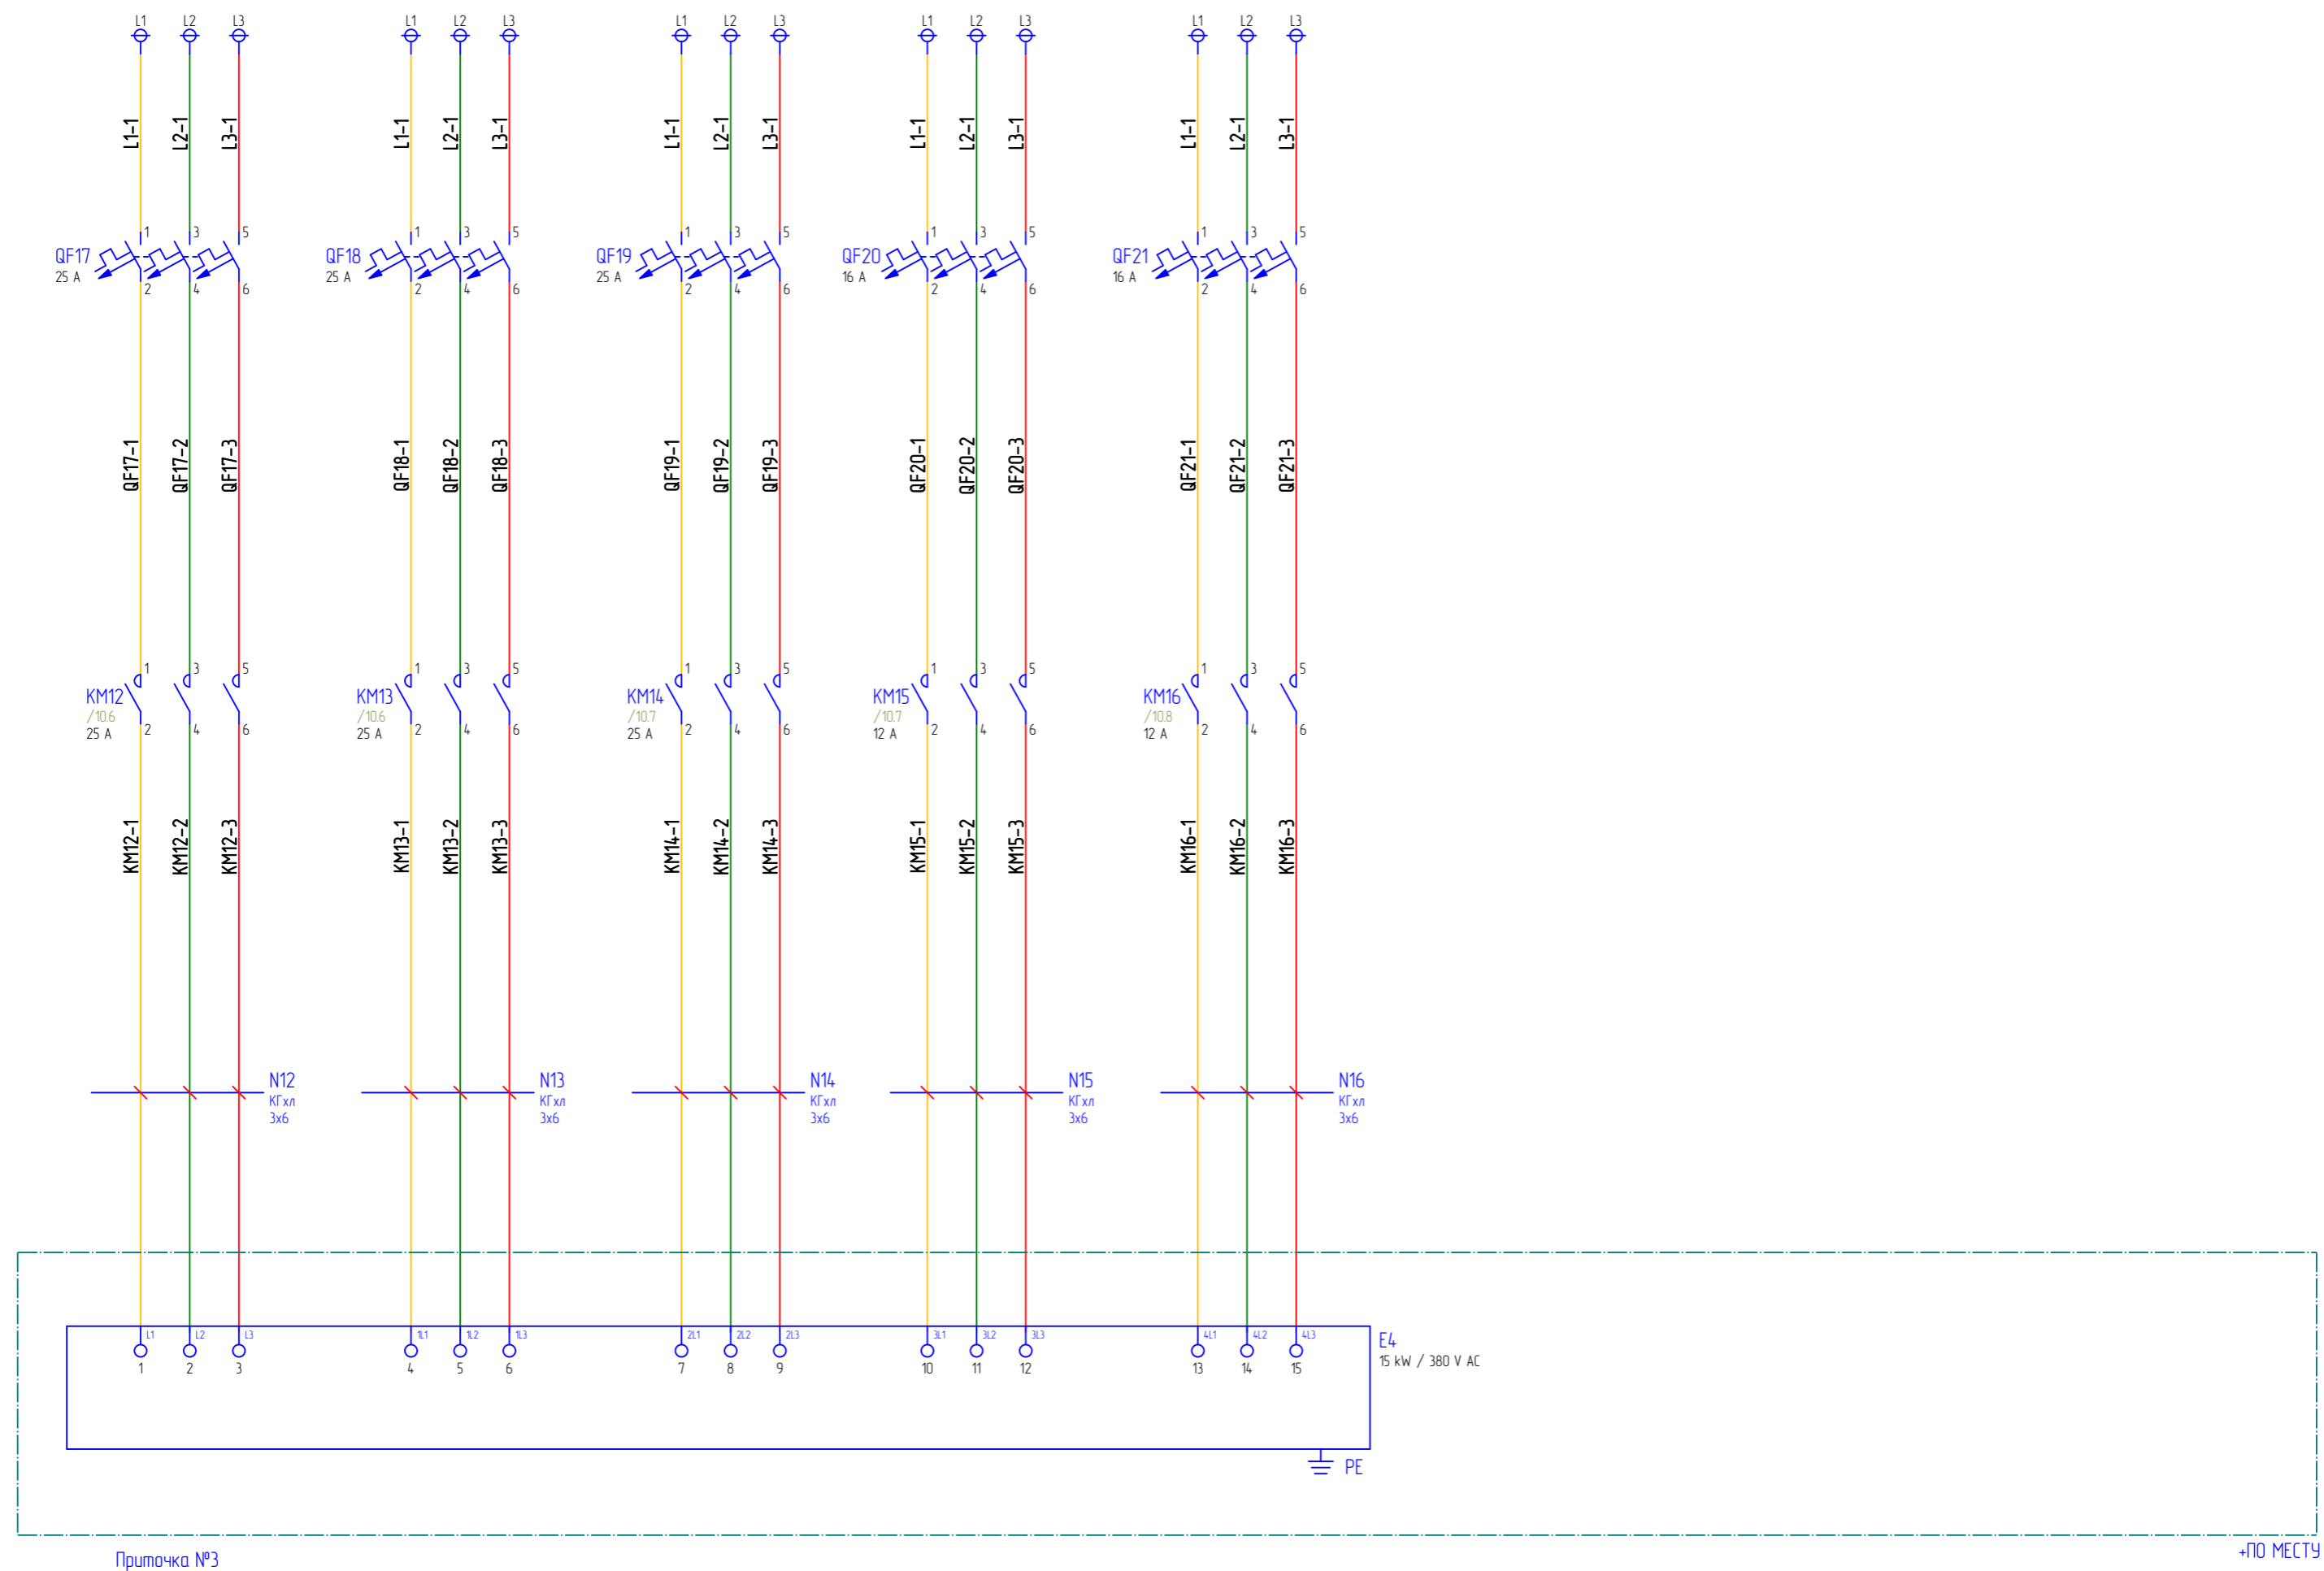 L1 L2 L3 L1 L2 L3 L1 L2 L3 L1 L2 L3 L1 L2 L3
L1-1 L2-1 L3-1 L1-1 L2-1 L3-1 L1-1 L2-1 L3-1 L1-1 L2-1 L3-1 L1-1 L2-1 L3-1
1 3 5 1 3 5 1 3 5 1 3 5 1 3 5
QF17 QF18 QF19 QF20 QF21
25 A 25 A 25 A 16 A 16 A
2 4 6 2 4 6 2 4 6 2 4 6 2 4 6
QF17-1 QF17-2 QF17-3 QF18-1 QF18-2 QF18-3 QF19-1 QF19-2 QF19-3 QF20-1 QF20-2 QF20-3 QF21-1 QF21-2 QF21-3
1 3 5 1 3 5 1 3 5 1 3 5 1 3 5
KM12 KM13 KM14 KM15 KM16
/10.6 /10.6 /10.7 /10.7 /10.8
25 A 25 A 25 A 12 A 12 A
2 4 6 2 4 6 2 4 6 2 4 6 2 4 6
KM12-1 KM12-2 KM12-3 KM13-1 KM13-2 KM13-3 KM14-1 KM14-2 KM14-3 KM15-1 KM15-2 KM15-3 KM16-1 KM16-2 KM16-3
N12 N13 N14 N15 N16
КГхл КГхл КГхл КГхл КГхл
3x6 3x6 3x6 3x6 3x6
L1 L2 L3 1L1 1L2 1L3 2L1 2L2 2L3 3L1 3L2 3L3 4L1 4L2 4L3
E4
15 kW / 380 V AC
1 2 3 4 5 6 7 8 9 10 11 12 13 14 15
PE
+ПО МЕСТУ
Приточка №3